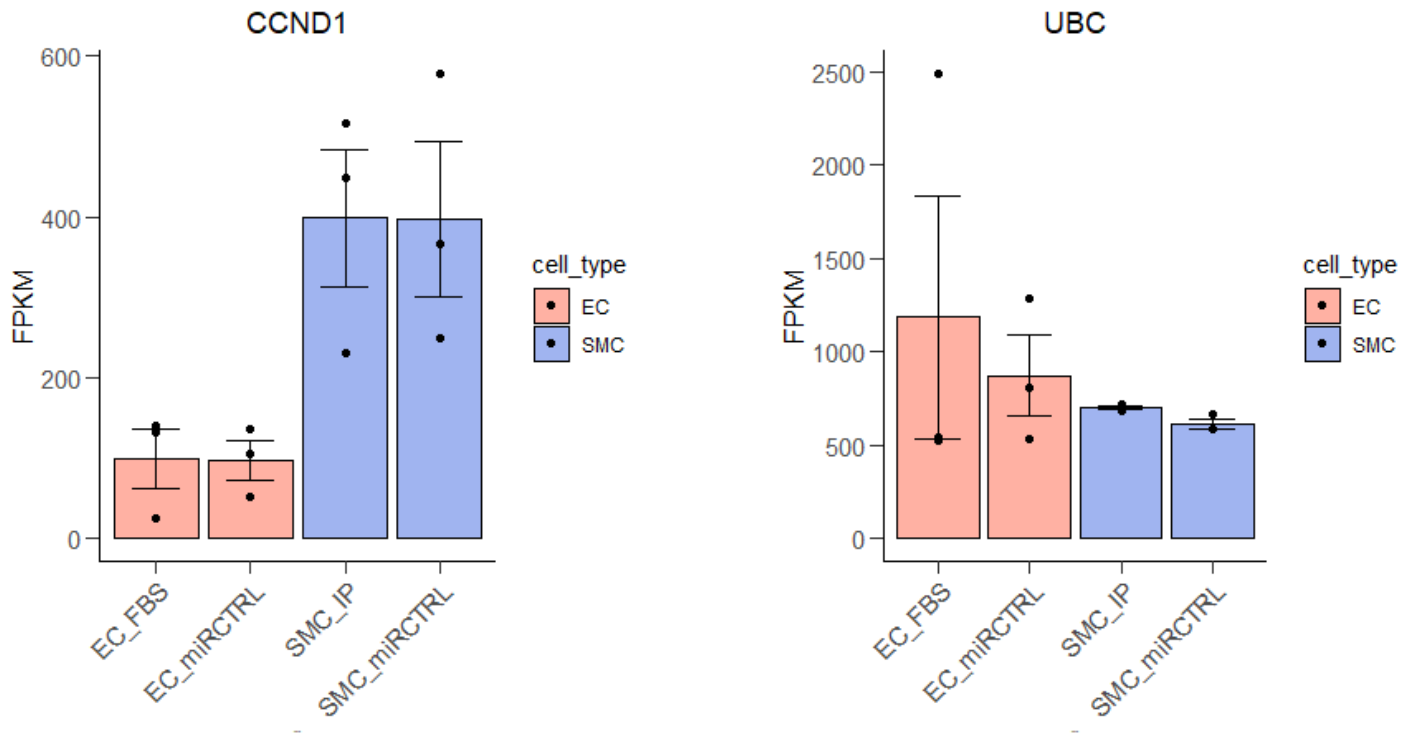 CCND1
600
400
200
0
FPKM
EC_FBS
EC_miRCTRL
SMC_IP
SMC_miRCTRL
cell_type
EC
SMC
UBC
2500
2000
1500
1000
500
0
FPKM
EC_FBS
EC_miRCTRL
SMC_IP
SMC_miRCTRL
cell_type
EC
SMC